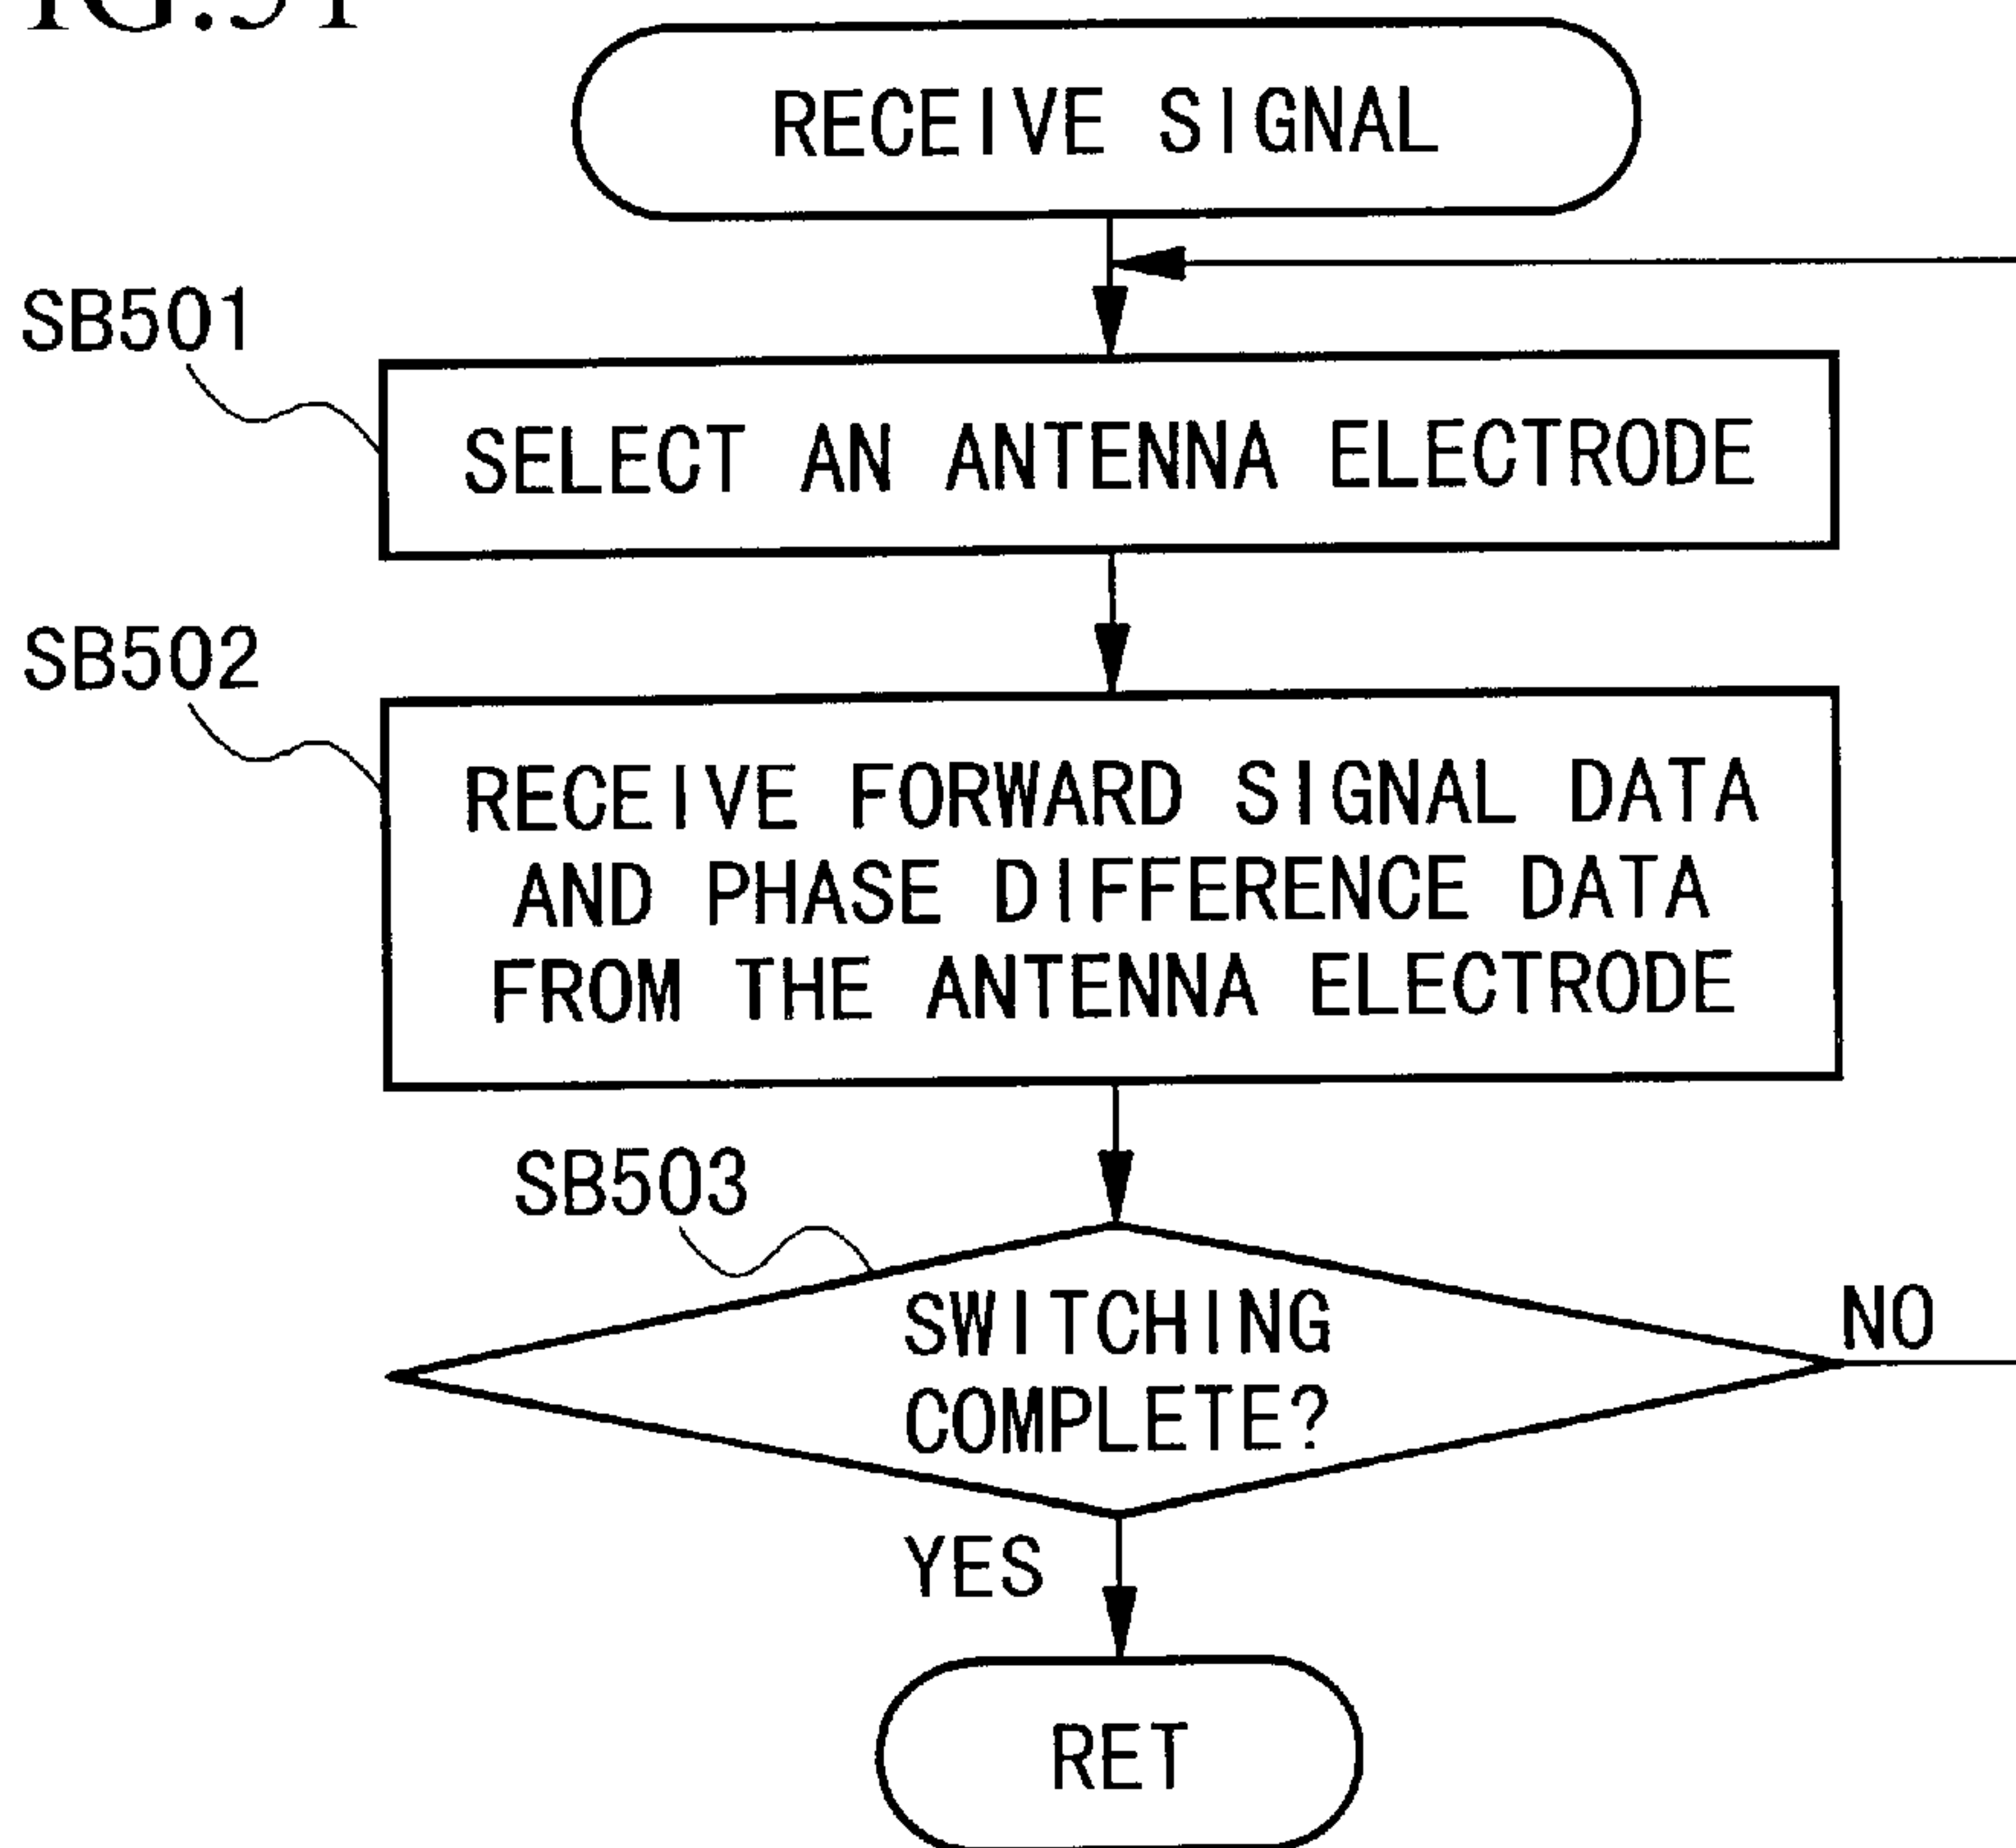 RECEIVE SIGNAL
SB501
SELECT AN ANTENNA ELECTRODE
SB502
RECEIVE FORWARD SIGNAL DATA
AND PHASE DIFFERENCE DATA
FROM THE ANTENNA ELECTRODE
SB503
SWITCHING
COMPLETE?
NO
YES
RET